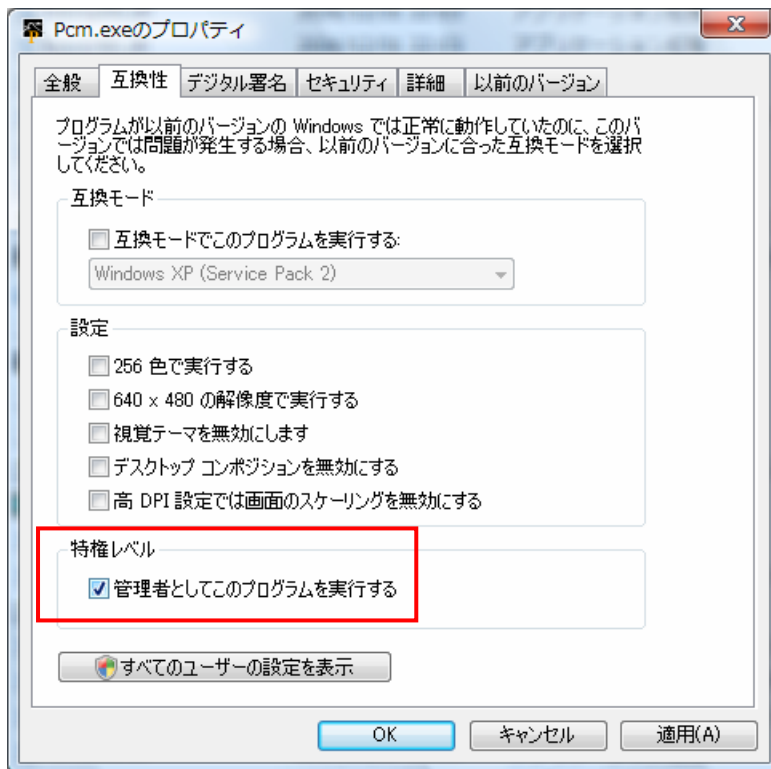 Pcm.exeのプロパティ
全般
互換性
デジタル署名
セキュリティ
詳細
以前のバージョン
プログラムが以前のバージョンの Windows では正常に動作していたのに、このバ
ージョンでは問題が発生する場合、以前のバージョンに合った互換モードを選択
してください。
互換モード
互換モードでこのプログラムを実行する:
Windows XP (Service Pack 2)
設定
256 色で実行する
640 x 480 の解像度で実行する
視覚テーマを無効にします
デスクトップ コンポジションを無効にする
高 DPI 設定では画面のスケーリングを無効にする
特権レベル
管理者としてこのプログラムを実行する
すべてのユーザーの設定を表示
OK
キャンセル
適用(A)